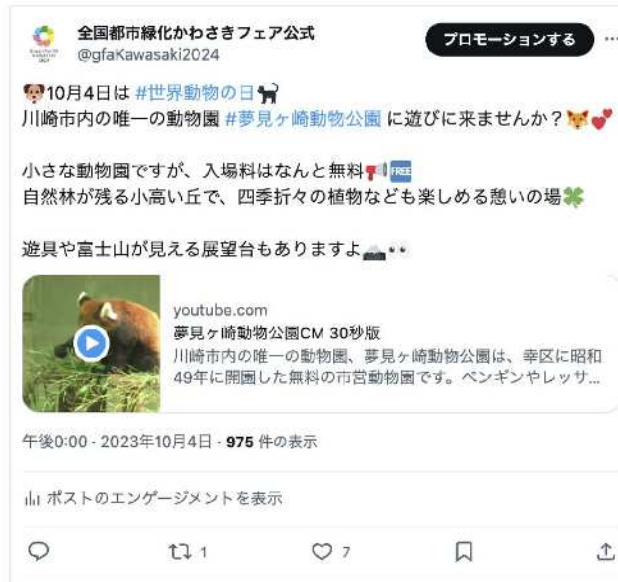 全国都市緑化かわさきフェア公式
@gfaKawasaki2024
プロモーションする
🐶10月4日は #世界動物の日🐈‍⬛
川崎市内の唯一の動物園 #夢見ヶ崎動物公園 に遊びに来ませんか？🦊💕
小さな動物園ですが、入場料はなんと無料📢🆓
自然林が残る小高い丘で、四季折々の植物なども楽しめる憩いの場🍀
遊具や富士山が見える展望台もありますよ🗻👀
youtube.com
夢見ヶ崎動物公園CM 30秒版
川崎市内の唯一の動物園、夢見ヶ崎動物公園は、幸区に昭和
49年に開園した無料の市営動物園です。ペンギンやレッサ...
午後0:00 · 2023年10月4日 · 975 件の表示
ポストのエンゲージメントを表示
1
7